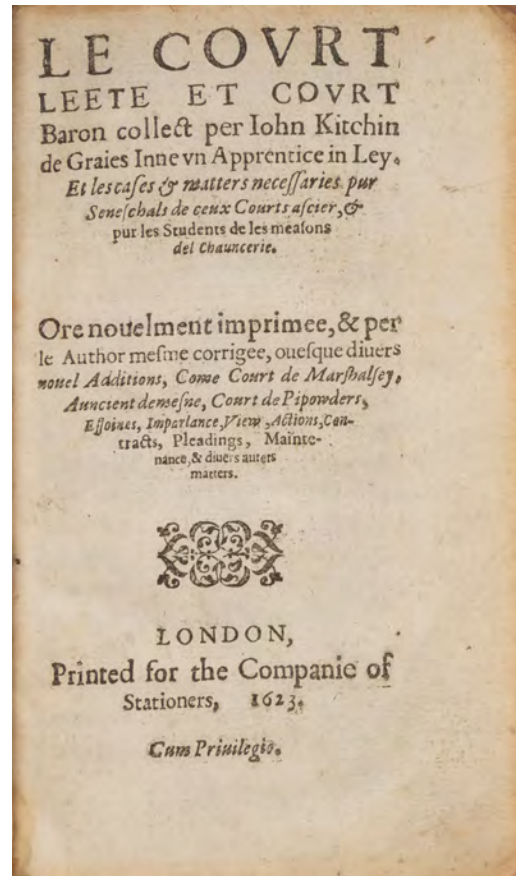 LE COVRT
LEETE ET COVRT
Baron collect per Iohn Kitchin
de Graies Inne vn Apprentice in Ley.
Et les caſes & matters neceſſaries pur
Seneſchals de ceux Courts aſcier, &
pur les Students de les meaſons
del Chauncerie.
Ore nouelment imprimee, & per
le Author meſme corrigee, oueſque diuers
nouel Additions, Come Court de Marſhalſey,
Auncient demeſne, Court de Pipowders,
Eſſoines, Imparlance, View, Actions, Con-
tracts, Pleadings, Mainte-
nance, & diuers auters
matters.
LONDON,
Printed for the Companie of
Stationers, 1623.
Cum Priuilegio.